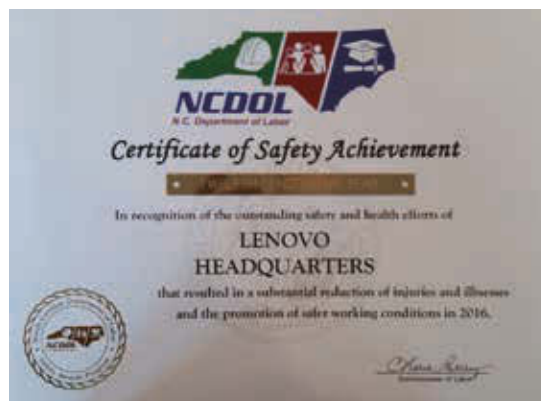 NCDOL
N.C. Department of Labor
Certificate of Safety Achievement
In recognition of the outstanding safety and health efforts of
LENOVO
HEADQUARTERS
that resulted in a substantial reduction of injuries and illnesses
and the promotion of safer working conditions in 2016.
NCDOL
Commissioner of Labor